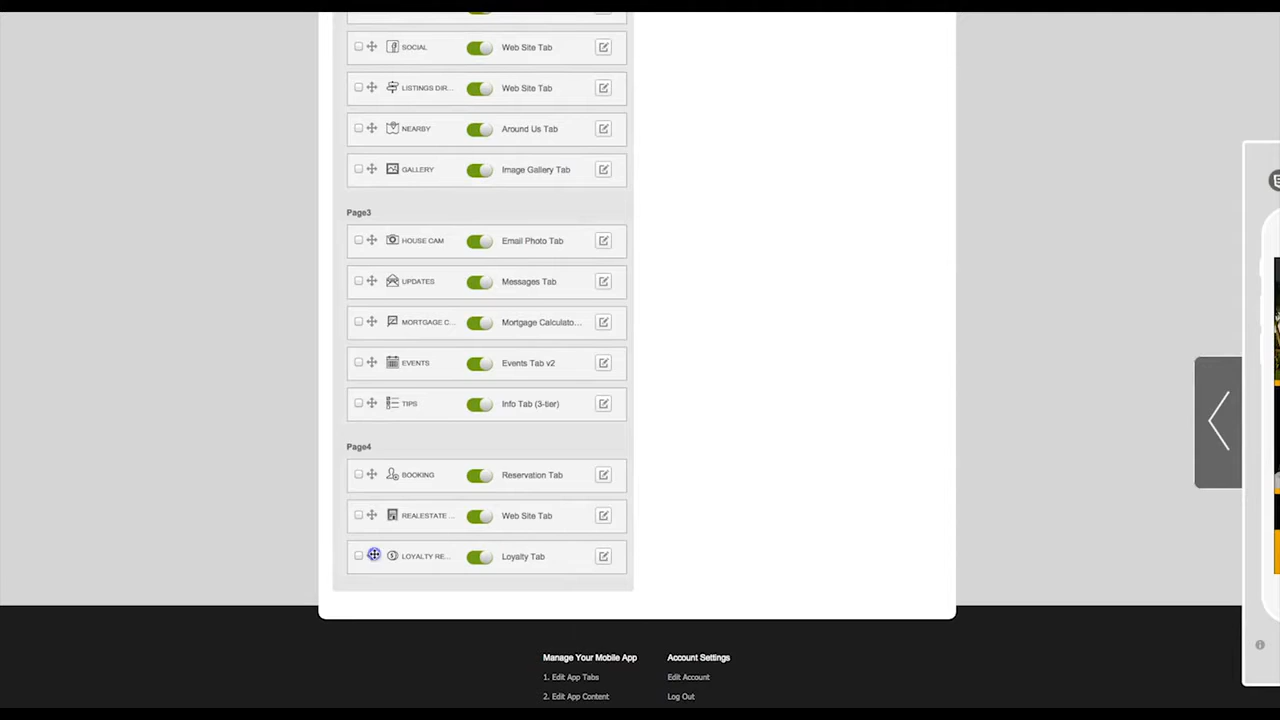 SOCIAL Web Site Tab
LISTINGS DIR... Web Site Tab
NEARBY Around Us Tab
GALLERY Image Gallery Tab
Page3
HOUSE CAM Email Photo Tab
UPDATES Messages Tab
MORTGAGE C... Mortgage Calculato...
EVENTS Events Tab v2
TIPS Info Tab (3-tier)
Page4
BOOKING Reservation Tab
REALESTATE ... Web Site Tab
LOYALTY RE... Loyalty Tab
Manage Your Mobile App
1. Edit App Tabs
2. Edit App Content
Account Settings
Edit Account
Log Out